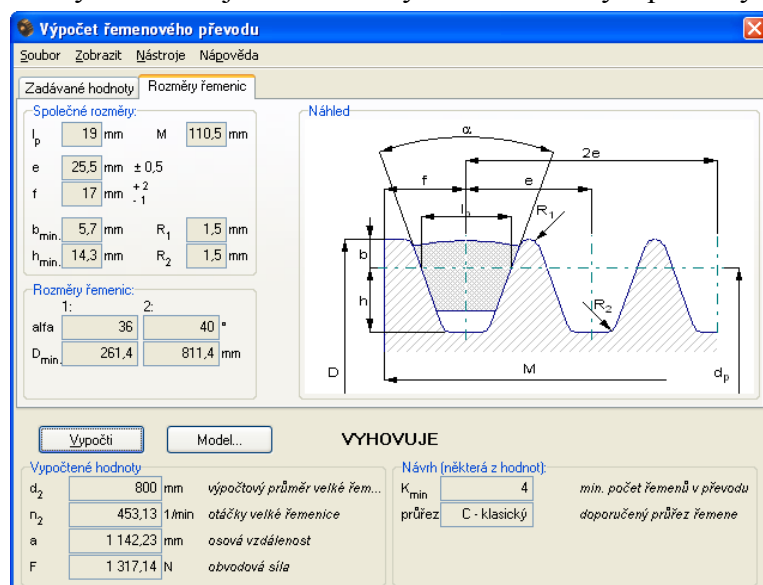 Výpočet řemenového převodu
Soubor Zobrazit Nástroje Nápověda
Zadávané hodnoty Rozměry řemenic
Společné rozměry:
lp 19 mm M 110,5 mm
e 25,5 mm ± 0,5
f 17 mm + 2 - 1
bmin. 5,7 mm R1 1,5 mm
hmin. 14,3 mm R2 1,5 mm
Rozměry řemenic:
1: 2:
alfa 36 40 °
Dmin. 261,4 811,4 mm
Náhled
α
2e
f e
lp R1
b
h
R2
D M dp
Vypočti Model... VYHOVUJE
Vypočtené hodnoty
d2 800 mm výpočtový průměr velké řem...
n2 453,13 1/min otáčky velké řemenice
a 1 142,23 mm osová vzdálenost
F 1 317,14 N obvodová síla
Návrh (některá z hodnot):
Kmin 4 min. počet řemenů v převodu
průřez C - klasický doporučený průřez řemene